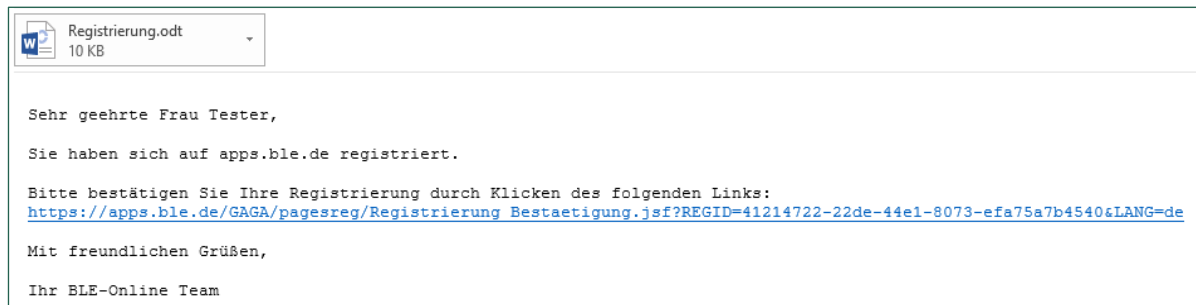 Registrierung.odt
10 KB
Sehr geehrte Frau Tester,
Sie haben sich auf apps.ble.de registriert.
Bitte bestätigen Sie Ihre Registrierung durch Klicken des folgenden Links:
https://apps.ble.de/GAGA/pagesreg/Registrierung_Bestaetigung.jsf?REGID=41214722-22de-44e1-8073-efa75a7b4540&LANG=de
Mit freundlichen Grüßen,
Ihr BLE-Online Team